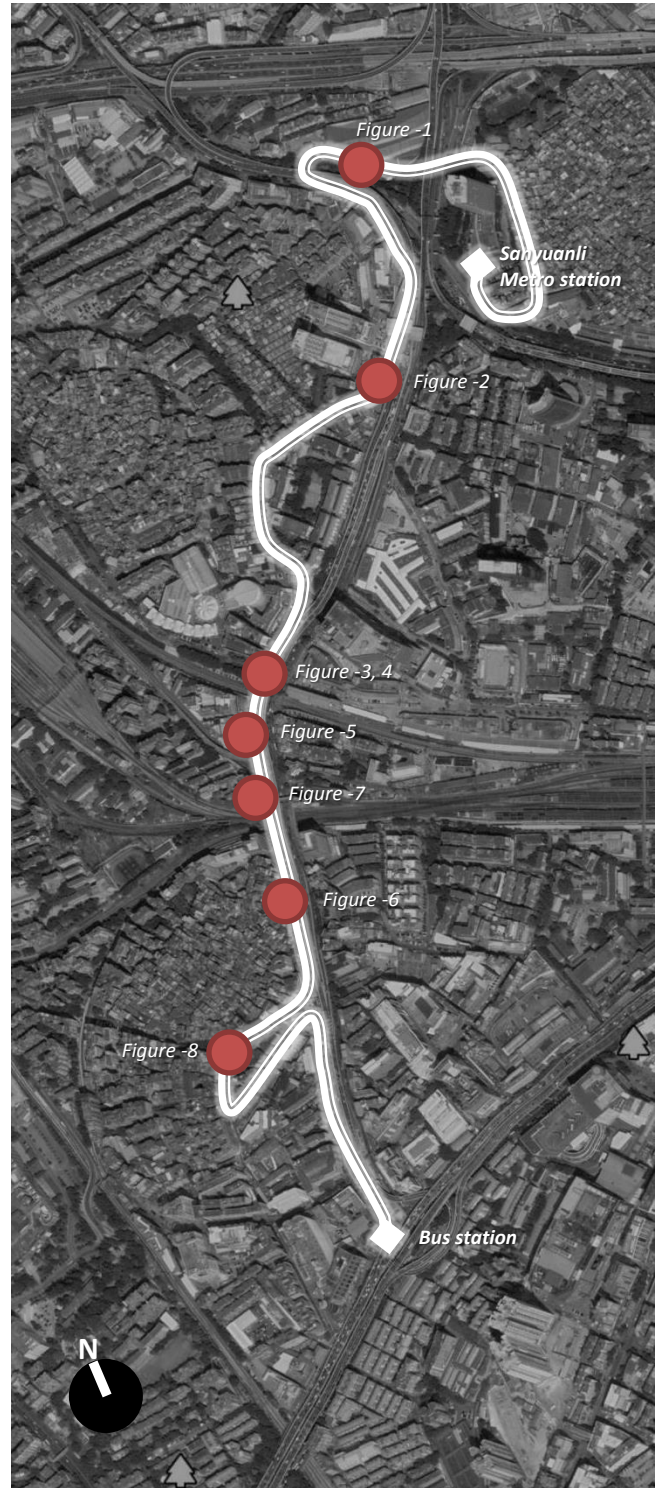 Figure -1
Sanyuanli
Metro station
Figure -2
Figure -3, 4
Figure -5
Figure -7
Figure -6
Figure -8
Bus station
N